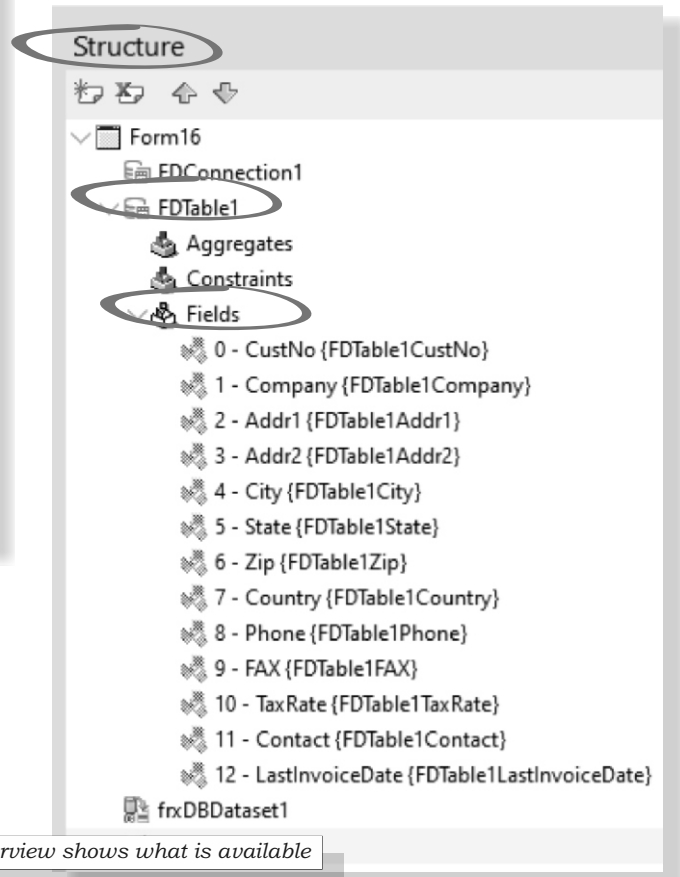 Structure
Form16
FDConnection1
FDTable1
Aggregates
Constraints
Fields
0 - CustNo {FDTable1CustNo}
1 - Company {FDTable1Company}
2 - Addr1 {FDTable1Addr1}
3 - Addr2 {FDTable1Addr2}
4 - City {FDTable1City}
5 - State {FDTable1State}
6 - Zip {FDTable1Zip}
7 - Country {FDTable1Country}
8 - Phone {FDTable1Phone}
9 - FAX {FDTable1FAX}
10 - TaxRate {FDTable1TaxRate}
11 - Contact {FDTable1Contact}
12 - LastInvoiceDate {FDTable1LastInvoiceDate}
frxDBDataset1
rview shows what is available